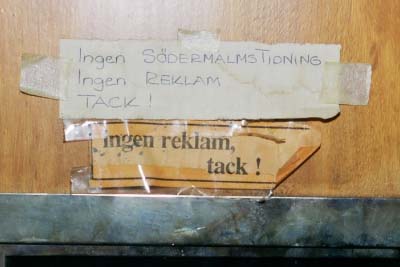 Ingen SÖDERMALMSTIDNING
Ingen REKLAM
TACK!
ingen reklam,
tack !